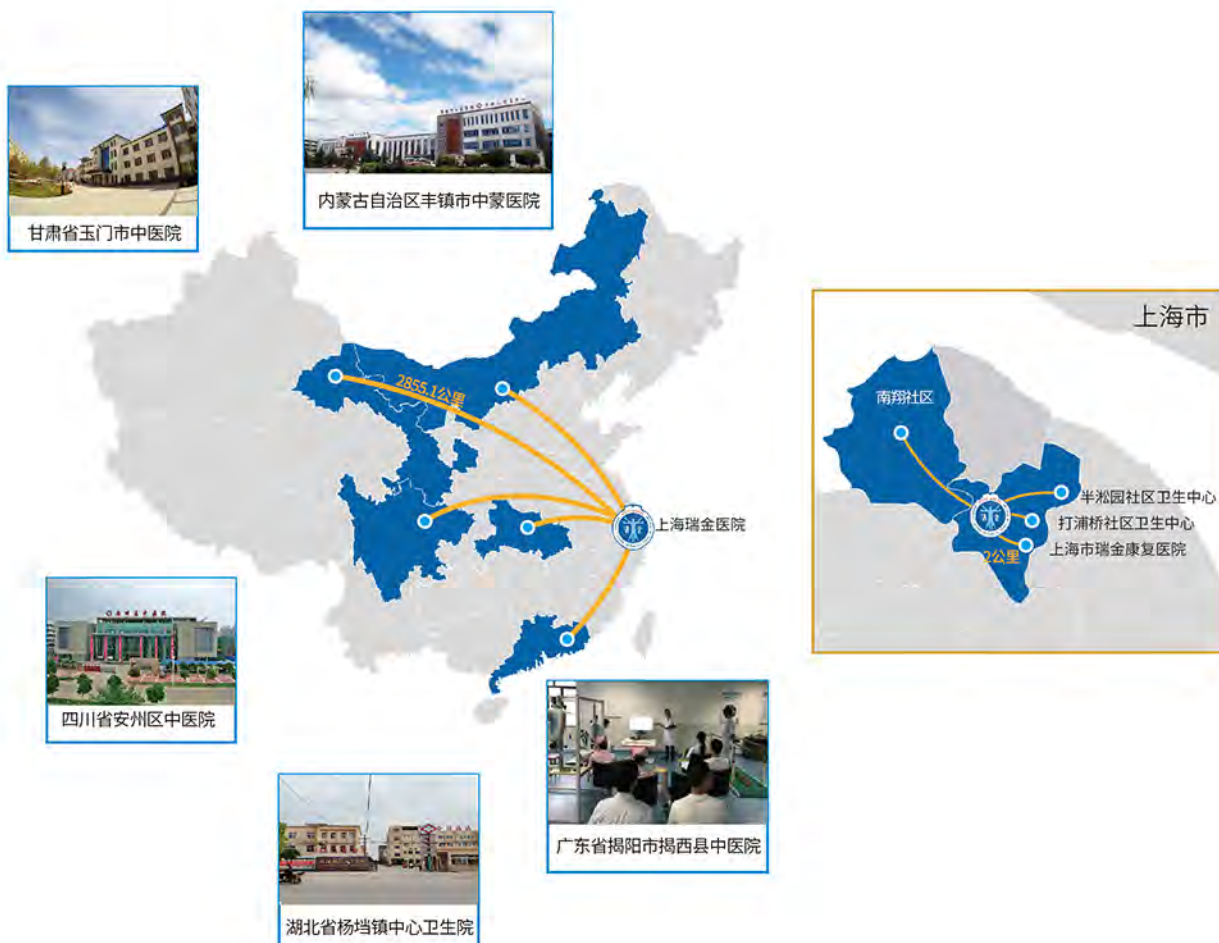 内蒙古自治区丰镇市中蒙医院
甘肃省玉门市中医院
上海市
2855.1公里
南翔社区
半淞园社区卫生中心
打浦桥社区卫生中心
上海市瑞金康复医院
2公里
上海瑞金医院
四川省安州区中医院
广东省揭阳市揭西县中医院
湖北省杨垱镇中心卫生院